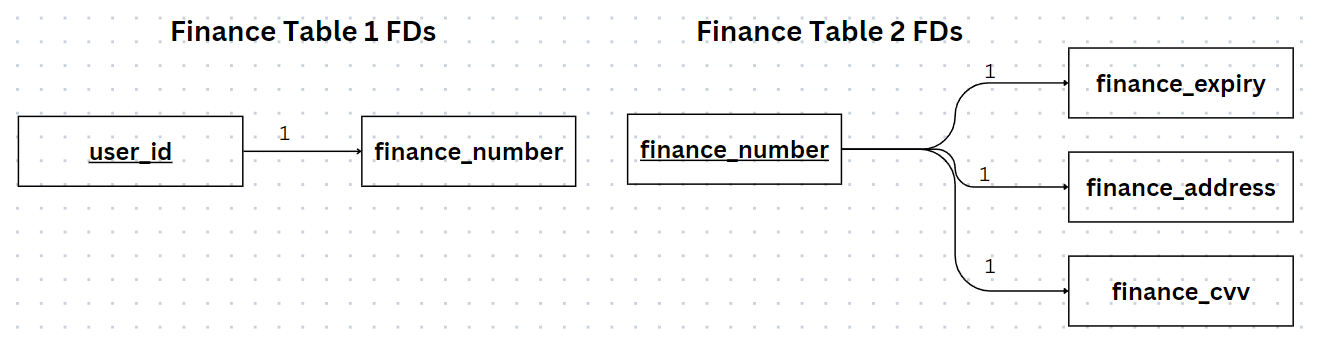 Finance Table 1 FDs
user_id
1
finance_number
Finance Table 2 FDs
finance_number
1
finance_expiry
1
finance_address
1
finance_cvv